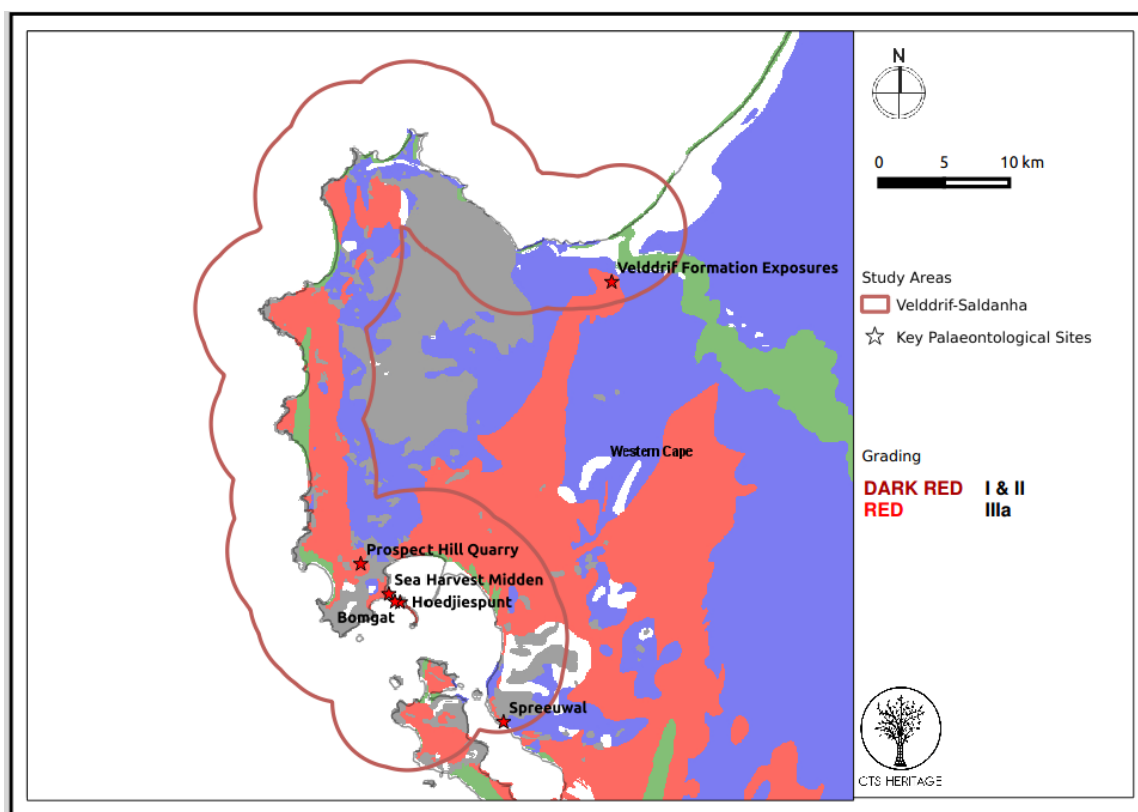 N
0 5 10 km
Velddrif Formation Exposures
Study Areas
Velddrif-Saldanha
Key Palaeontological Sites
Western Cape
Grading
DARK RED I & II
RED IIIa
Prospect Hill Quarry
Sea Harvest Midden
Hoedjiespunt
Bomgat
Spreeuwal
CTS HERITAGE